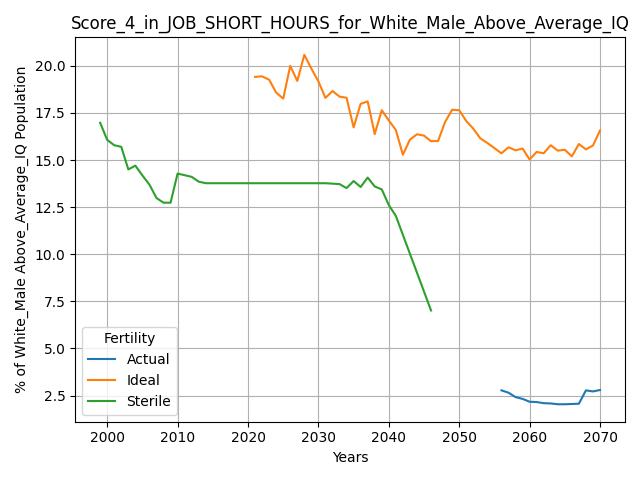 Score_4_in_JOB_SHORT_HOURS_for_White_Male_Above_Average_IQ
% of White_Male Above_Average_IQ Population
20.0
17.5
15.0
12.5
10.0
7.5
5.0
2.5
Fertility
Actual
Ideal
Sterile
2000 2010 2020 2030 2040 2050 2060 2070
Years